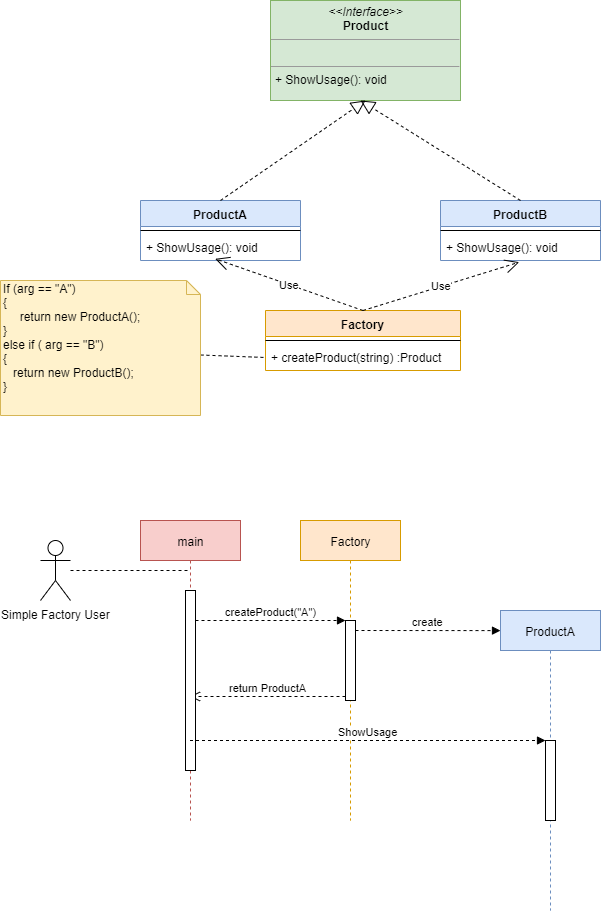 <<Interface>>
Product
+ ShowUsage(): void
ProductA
+ ShowUsage(): void
ProductB
+ ShowUsage(): void
Use
Use
If (arg == "A")
{
return new ProductA();
}
else if ( arg == "B")
{
return new ProductB();
}
Factory
+ createProduct(string) :Product
main
Factory
Simple Factory User
createProduct("A")
create
ProductA
return ProductA
ShowUsage